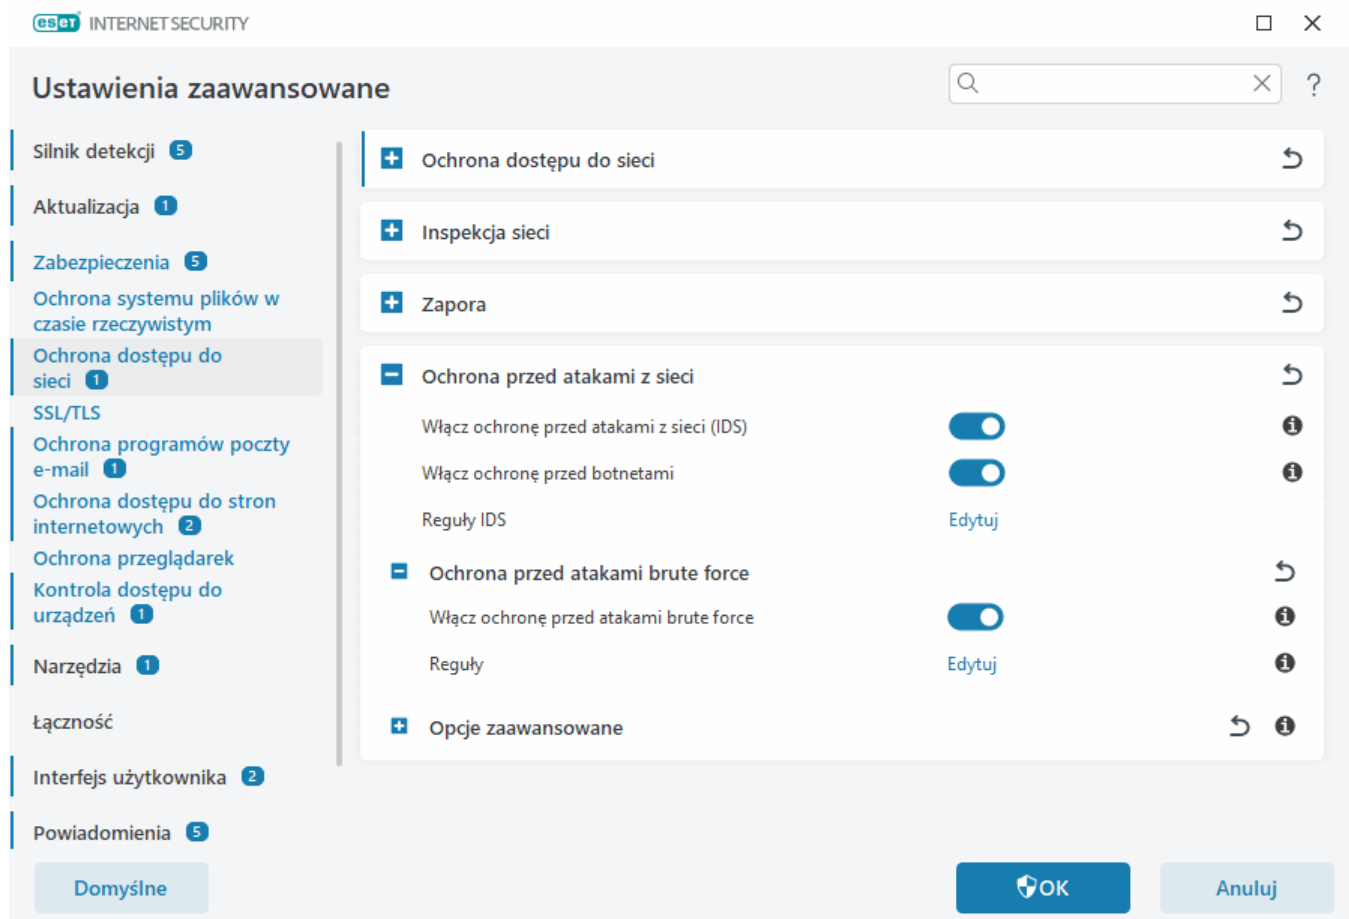 eset INTERNET SECURITY
Ustawienia zaawansowane
?
Silnik detekcji 5
Aktualizacja 1
Zabezpieczenia 5
Ochrona systemu plików w
czasie rzeczywistym
Ochrona dostępu do
sieci 1
SSL/TLS
Ochrona programów poczty
e-mail 1
Ochrona dostępu do stron
internetowych 2
Ochrona przeglądarek
Kontrola dostępu do
urządzeń 1
Narzędzia 1
Łączność
Interfejs użytkownika 2
Powiadomienia 5
Ochrona dostępu do sieci
Inspekcja sieci
Zapora
Ochrona przed atakami z sieci
Włącz ochronę przed atakami z sieci (IDS)
Włącz ochronę przed botnetami
Reguły IDS Edytuj
Ochrona przed atakami brute force
Włącz ochronę przed atakami brute force
Reguły Edytuj
Opcje zaawansowane
Domyślne
OK
Anuluj